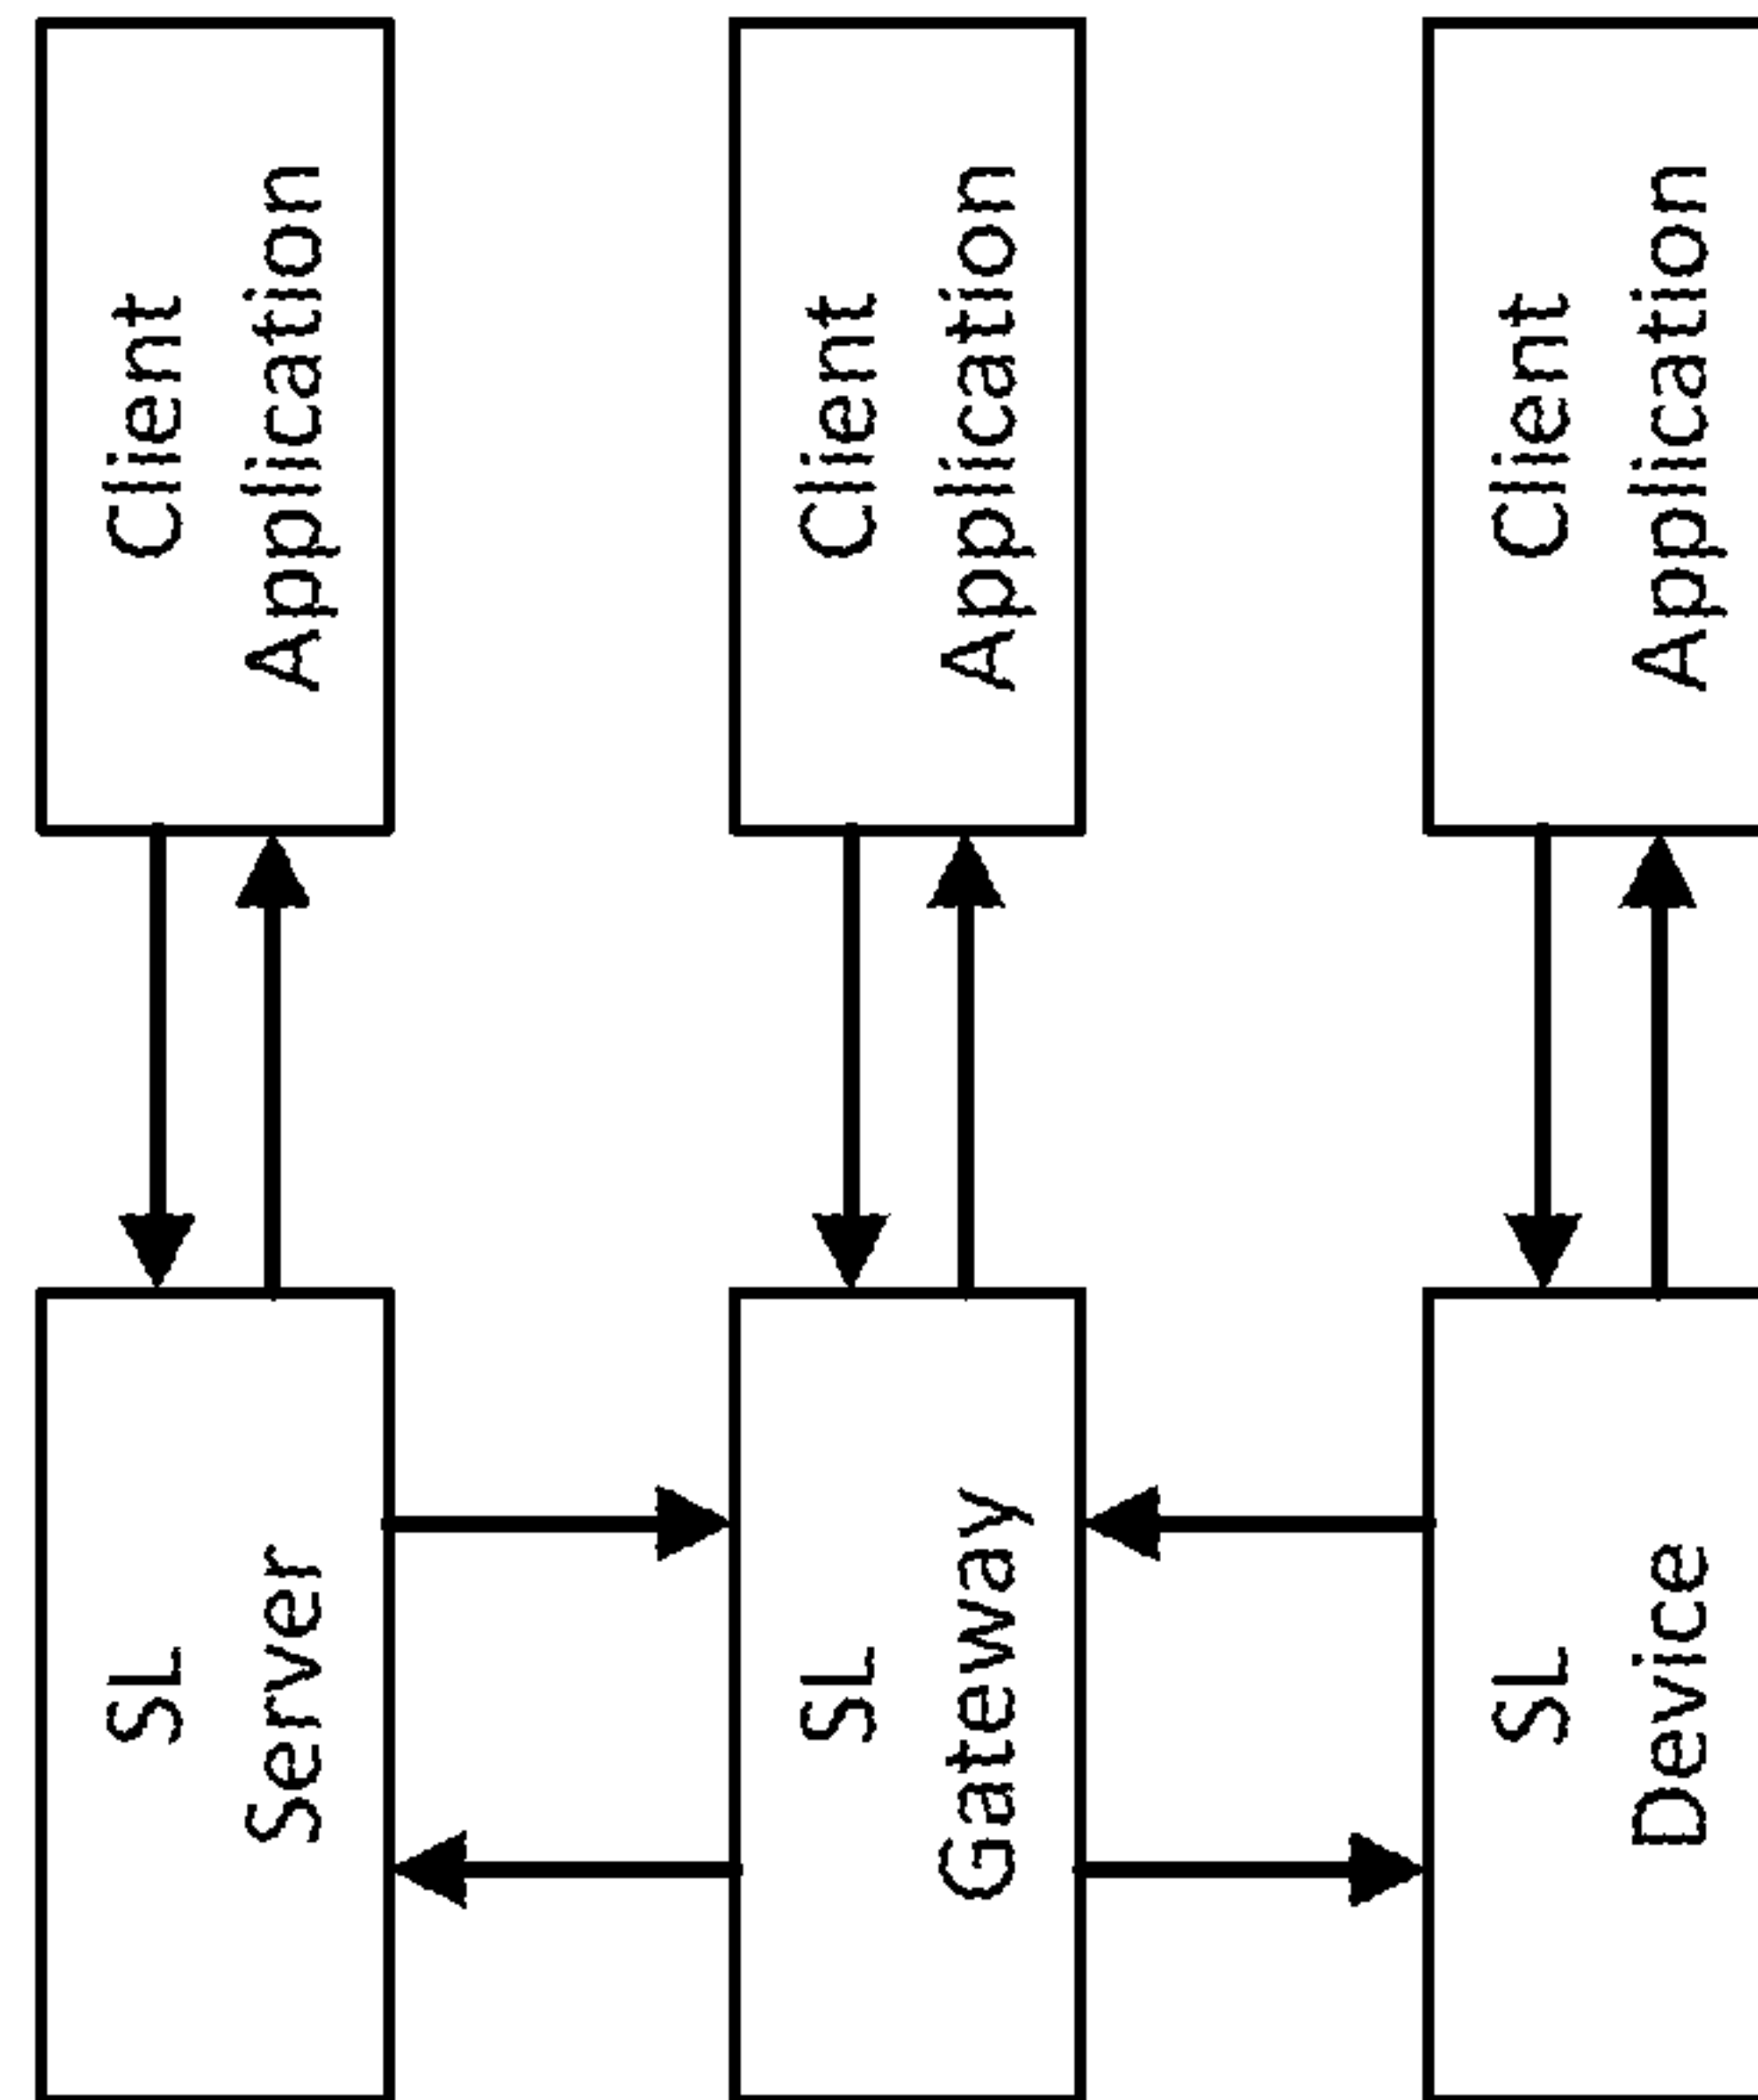 SL
Server
Client
Application
SL
Gateway
Client
Application
SL
Device
Client
Application